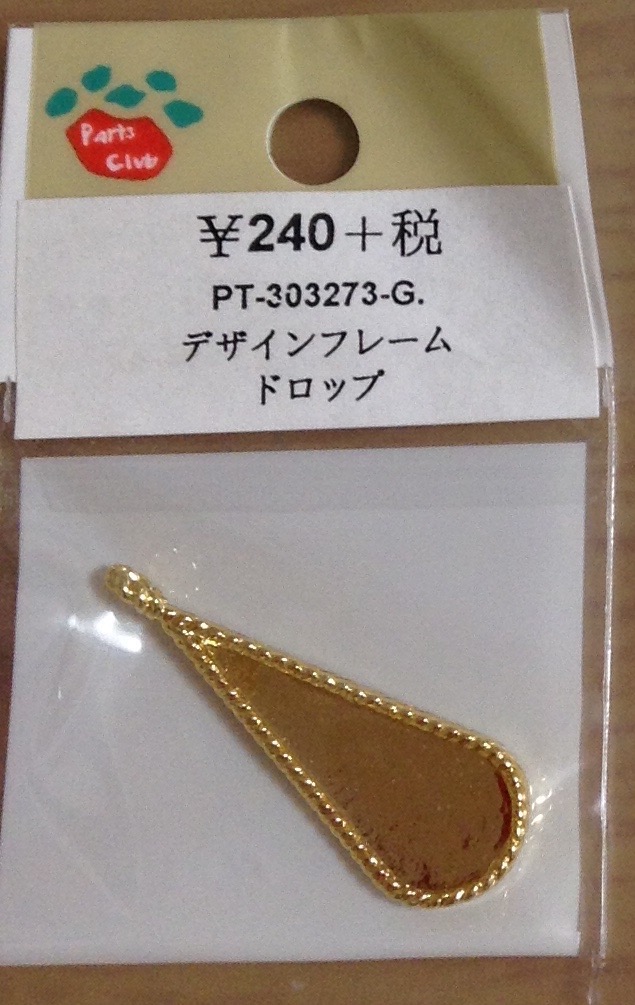 Parts
Club
￥240＋税
PT-303273-G.
デザインフレーム
ドロップ